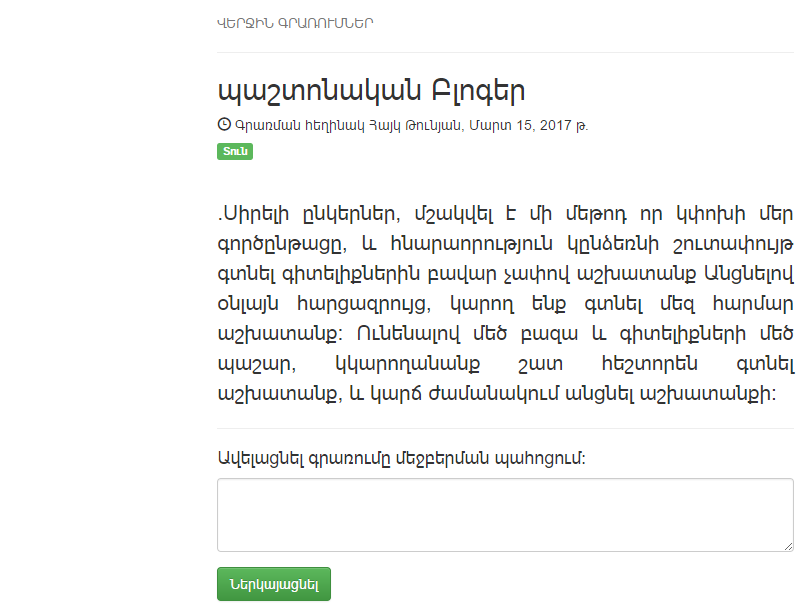 ՎԵՐՋԻՆ ԳՐԱՌՈՒՄՆԵՐ
պաշտոնական Բլոգեր
Գրառման հեղինակ Հայկ Թունյան, Մարտ 15, 2017 թ.
Տուն
.Սիրելի ընկերներ, մշակվել է մի մեթոդ որ կփոխի մեր
գործընթացը, և հնարաորություն կընձեռնի շուտափույթ
գտնել գիտելիքներին բավար չափով աշխատանք Անցնելով
օնլայն հարցազրույց, կարող ենք գտնել մեզ հարմար
աշխատանք: Ունենալով մեծ բազա և գիտելիքների մեծ
պաշար, կկարողանանք շատ հեշտորեն գտնել
աշխատանք, և կարճ ժամանակում անցնել աշխատանքի:
Ավելացնել գրառումը մեջբերման պահոցում:
Ներկայացնել